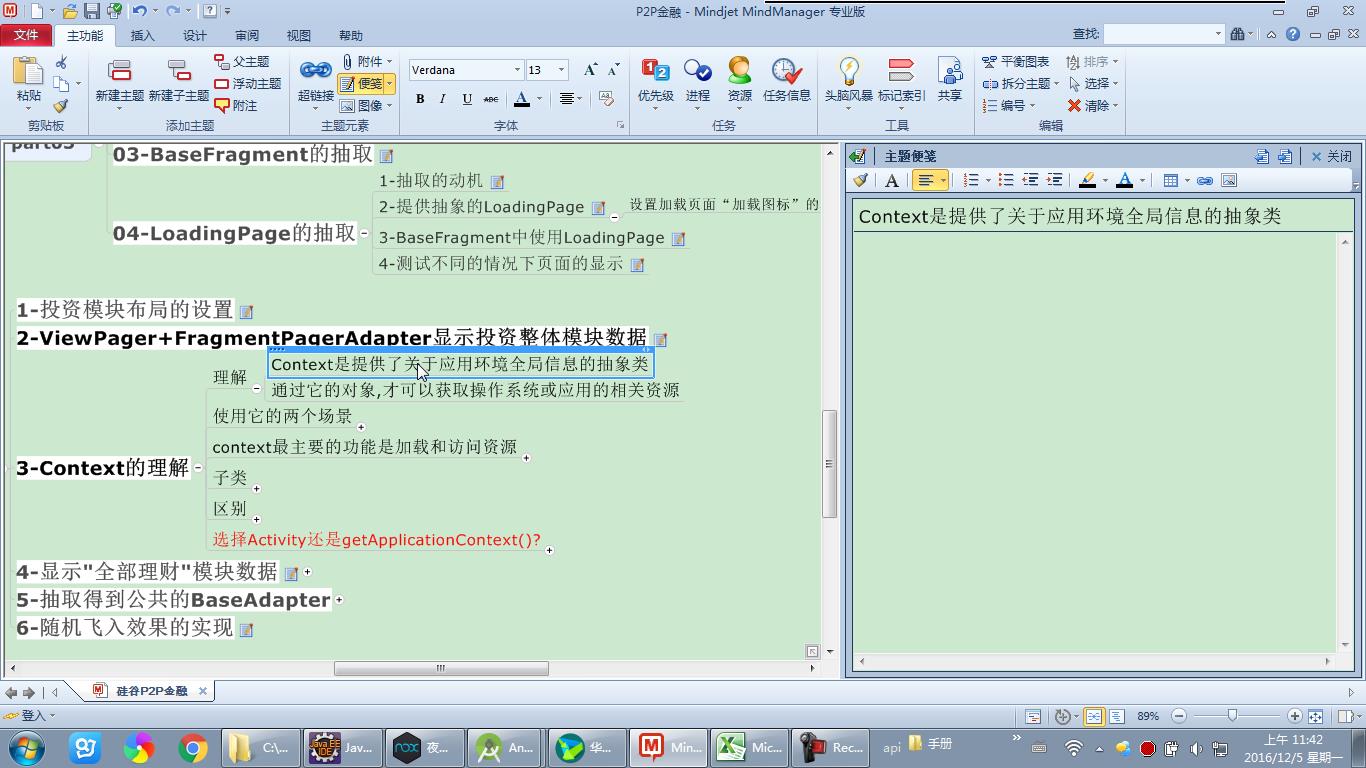 P2P金融 - Mindjet MindManager 专业版
文件 主功能 插入 设计 审阅 视图 帮助 查找:
粘贴 新建主题 新建子主题 父主题 浮动主题 附注 超链接 附件 便笺 图像 Verdana 13 优先级 进程 资源 任务信息 头脑风暴 标记索引 共享 平衡图表 拆分主题 编号 排序 选择 清除
B I U ABC A
剪贴板 添加主题 主题元素 字体 任务 工具 编辑
主题便笺 关闭
03-BaseFragment的抽取
1-抽取的动机
2-提供抽象的LoadingPage 设置加载页面“加载图标”的
04-LoadingPage的抽取
3-BaseFragment中使用LoadingPage
4-测试不同的情况下页面的显示
Context是提供了关于应用环境全局信息的抽象类
1-投资模块布局的设置
2-ViewPager+FragmentPagerAdapter显示投资整体模块数据
Context是提供了关于应用环境全局信息的抽象类
理解
通过它的对象,才可以获取操作系统或应用的相关资源
使用它的两个场景
context最主要的功能是加载和访问资源
3-Context的理解
子类
区别
选择Activity还是getApplicationContext()?
4-显示"全部理财"模块数据
5-抽取得到公共的BaseAdapter
6-随机飞入效果的实现
硅谷P2P金融
登入 89%
C:\... Jav... 夜... An... 华... Min... Mic... Rec... api 手册
上午 11:42
2016/12/5 星期一